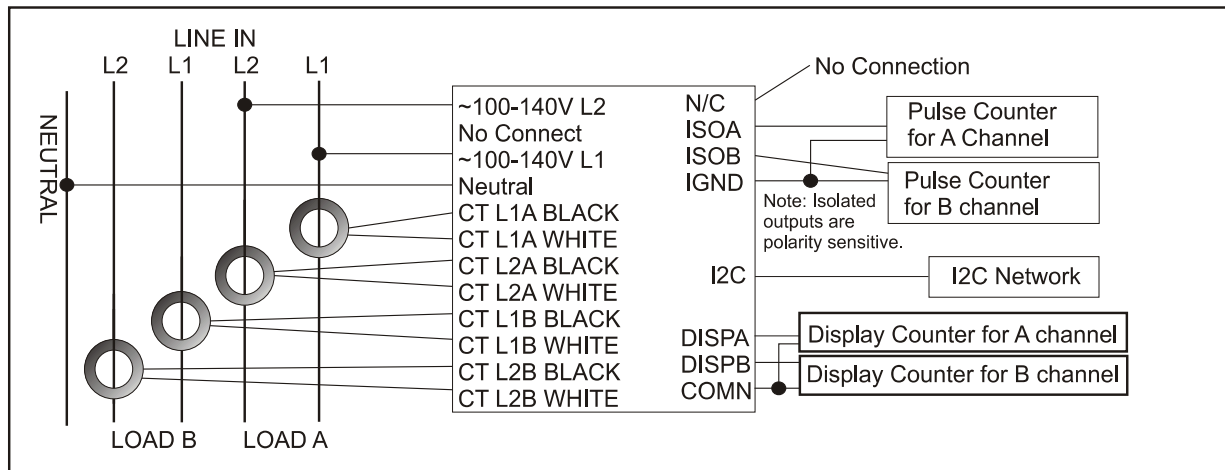 LINE IN
L2 L1 L2 L1
NEUTRAL
~100-140V L2
No Connect
~100-140V L1
Neutral
CT L1A BLACK
CT L1A WHITE
CT L2A BLACK
CT L2A WHITE
CT L1B BLACK
CT L1B WHITE
CT L2B BLACK
CT L2B WHITE
LOAD B LOAD A
N/C
ISOA
ISOB
IGND
I2C
DISPA
DISPB
COMN
No Connection
Pulse Counter
for A Channel
Pulse Counter
for B channel
Note: Isolated
outputs are
polarity sensitive.
I2C Network
Display Counter for A channel
Display Counter for B channel